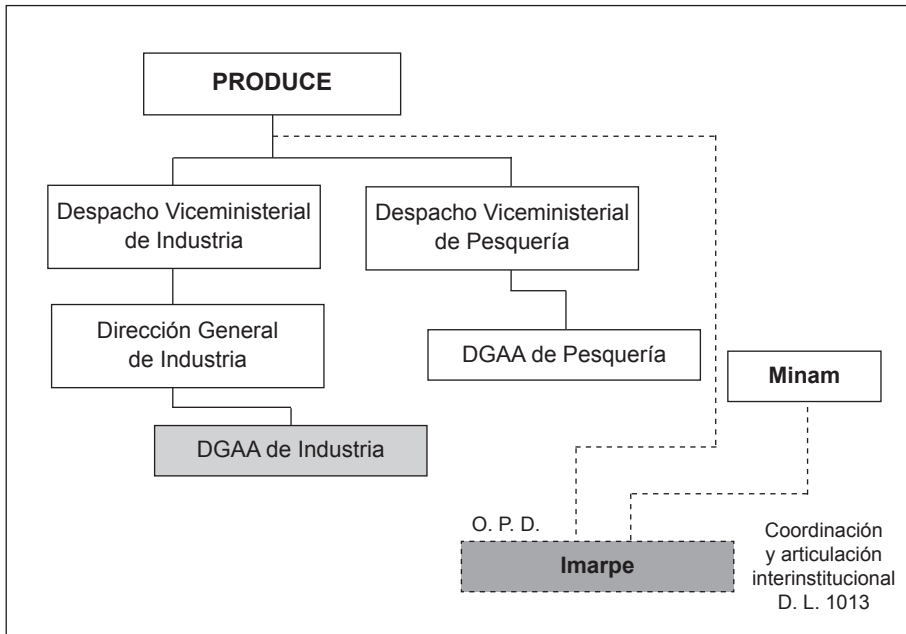 PRODUCE
Despacho Viceministerial
de Industria
Despacho Viceministerial
de Pesquería
Dirección General
de Industria
DGAA de Pesquería
Minam
DGAA de Industria
O. P. D.
Imarpe
Coordinación
y articulación
interinstitucional
D. L. 1013